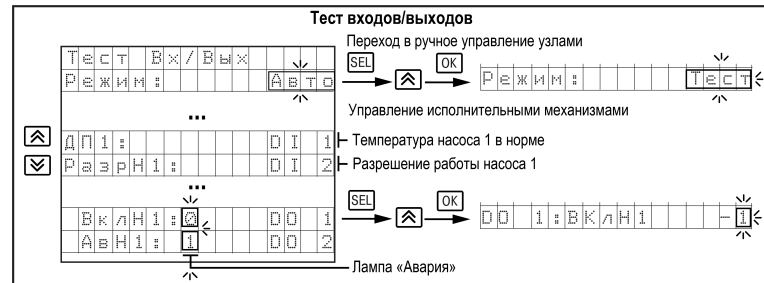 Тест входов/выходов
Переход в ручное управление узлами
Тест Вх/Вых
Режим: Авто
SEL
OK
Режим: Тест
...
Управление исполнительными механизмами
ДП1: DI 1
Температура насоса 1 в норме
РазрН1: DI 2
Разрешение работы насоса 1
...
ВклН1:0 DO 1
SEL
OK
DO 1:ВКлН1 -1
АвН1: 1 DO 2
Лампа «Авария»